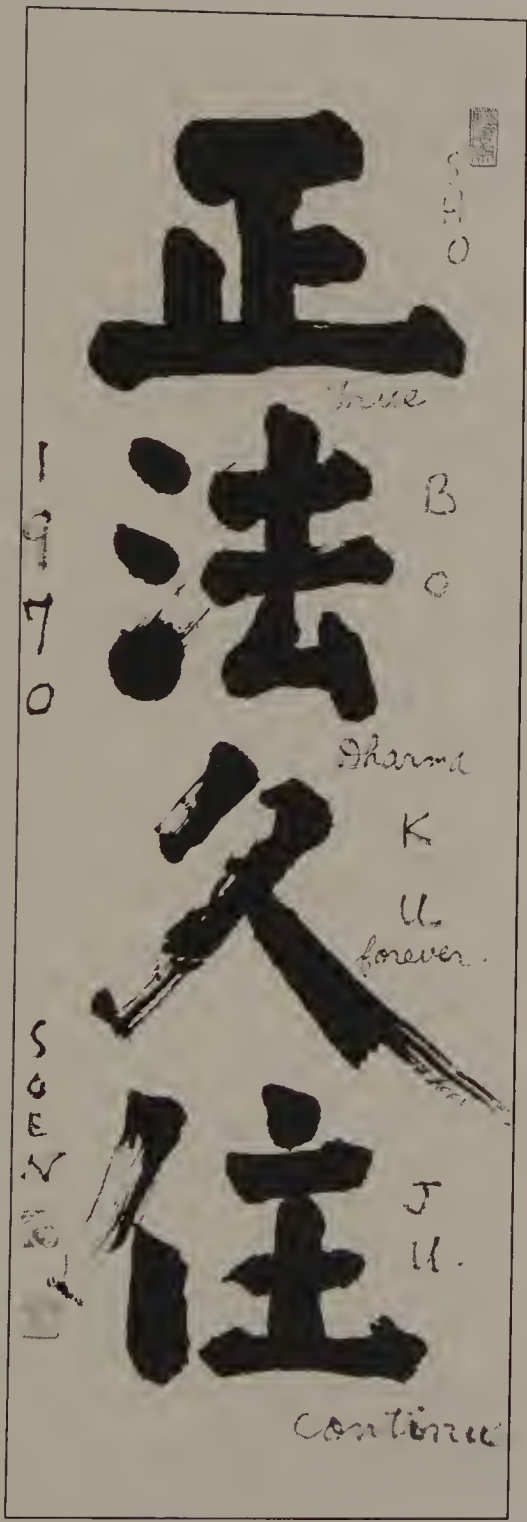 正法久住
SHO
True
BO
Dharma
KU
forever.
JU.
Continue
1970
SOEN